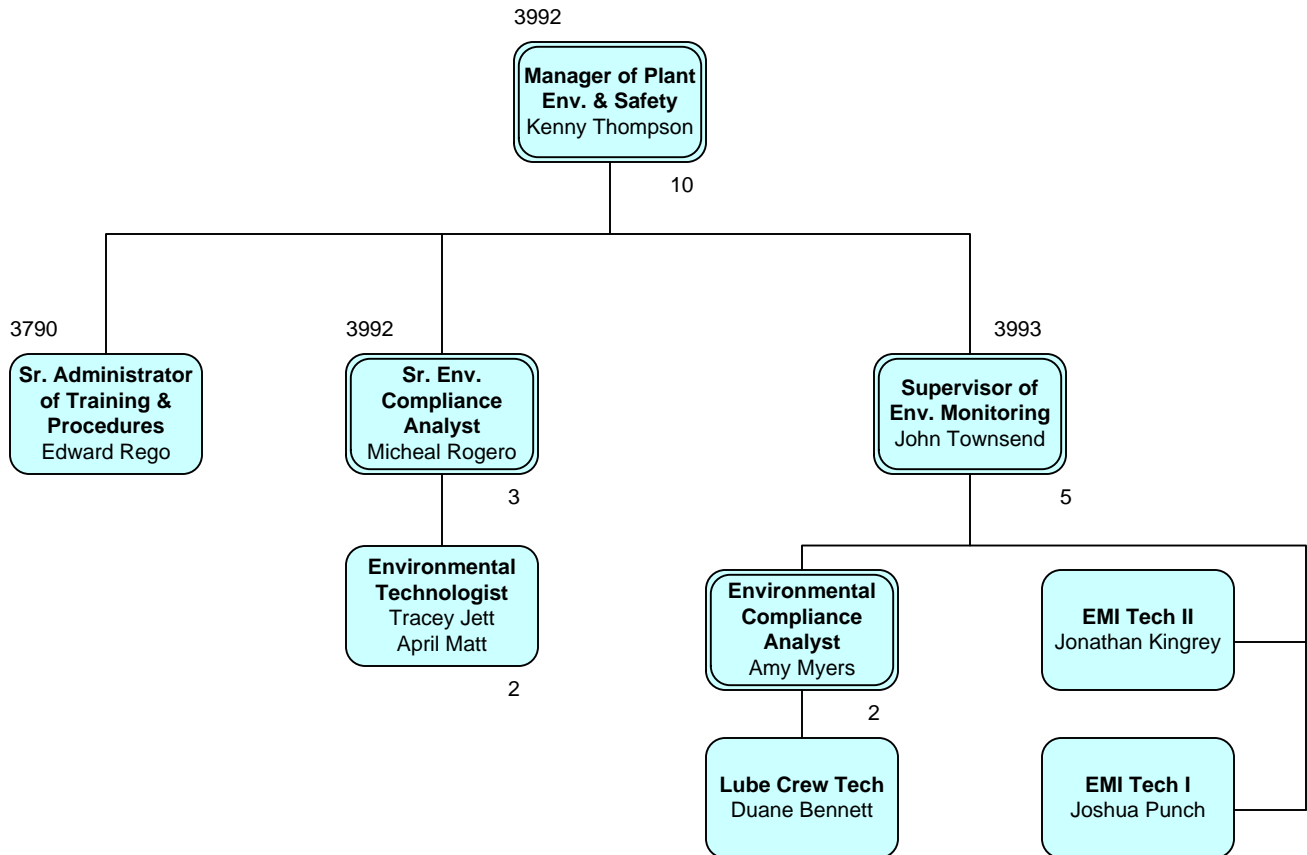 3992
Manager of Plant
Env. & Safety
Kenny Thompson
10
3790
Sr. Administrator
of Training &
Procedures
Edward Rego
3992
Sr. Env.
Compliance
Analyst
Micheal Rogero
3
Environmental
Technologist
Tracey Jett
April Matt
2
3993
Supervisor of
Env. Monitoring
John Townsend
5
Environmental
Compliance
Analyst
Amy Myers
2
Lube Crew Tech
Duane Bennett
EMI Tech II
Jonathan Kingrey
EMI Tech I
Joshua Punch